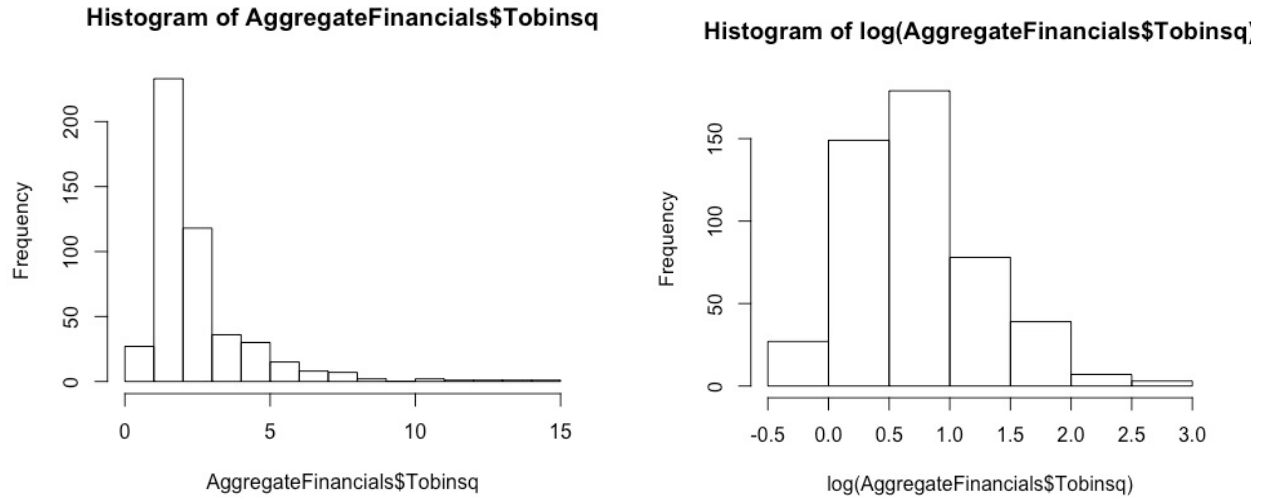 Histogram of AggregateFinancials$Tobinsq
Frequency
200
150
100
50
0
0 5 10 15
AggregateFinancials$Tobinsq
Histogram of log(AggregateFinancials$Tobinsq)
Frequency
150
100
50
0
-0.5 0.0 0.5 1.0 1.5 2.0 2.5 3.0
log(AggregateFinancials$Tobinsq)